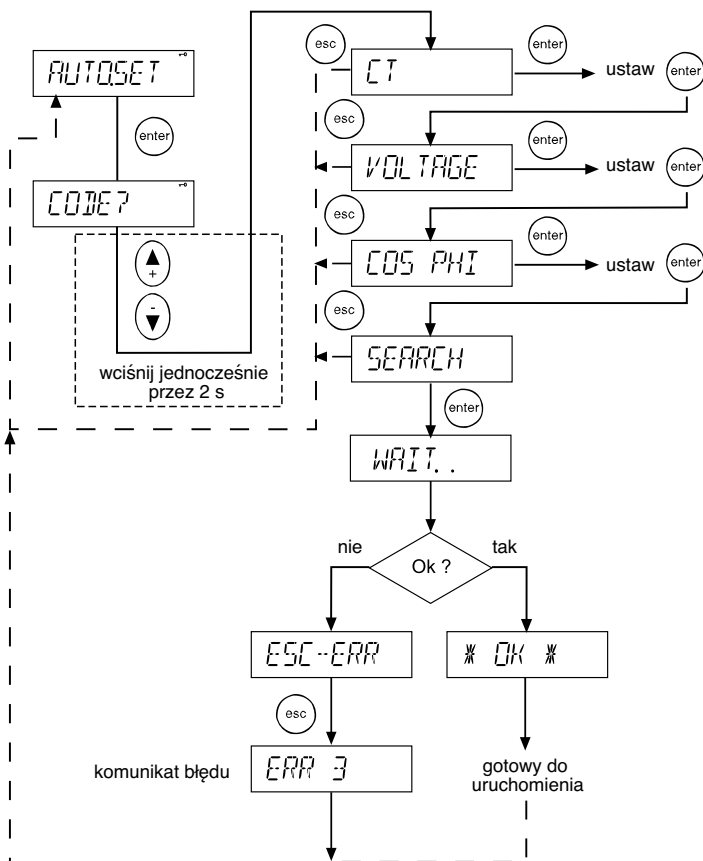 AUTO.SET
enter
CODE?
+
-
wciśnij jednocześnie
przez 2 s
esc
CT
enter
ustaw
enter
esc
VOLTAGE
enter
ustaw
enter
esc
COS PHI
enter
ustaw
enter
esc
SEARCH
enter
WAIT..
nie
Ok ?
tak
ESC-ERR
* OK *
esc
komunikat błędu
ERR 3
gotowy do
uruchomienia